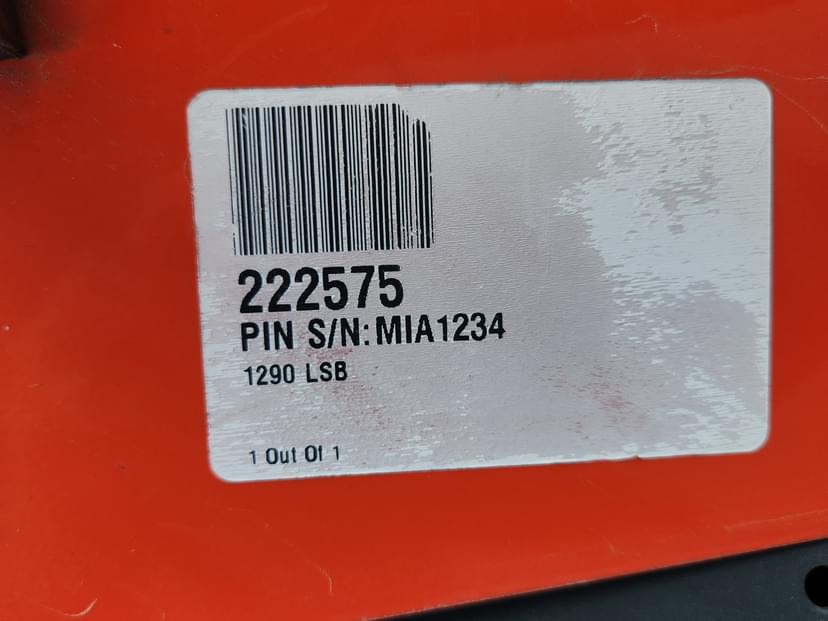 222575
PIN S/N: MIA1234
1290 LSB
1 Out Of 1